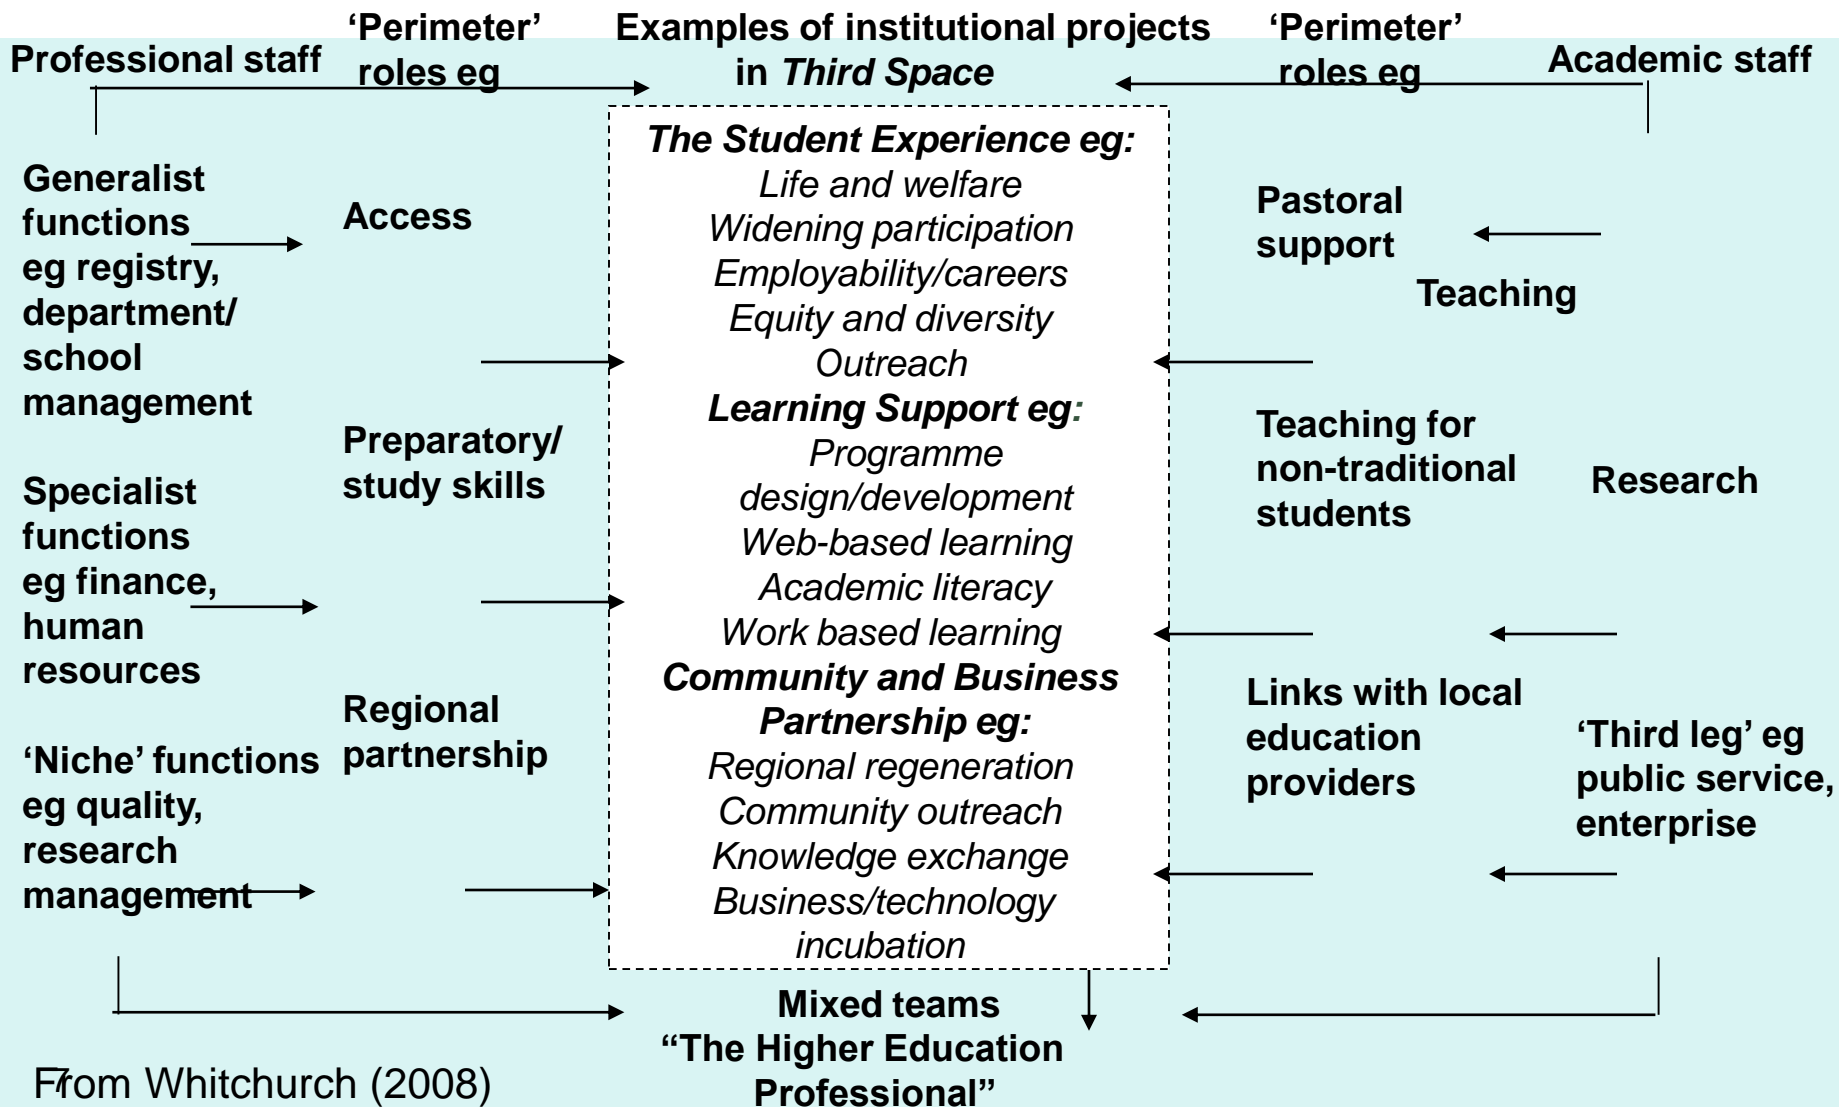 Professional staff
‘Perimeter’
roles eg
Examples of institutional projects
in Third Space
‘Perimeter’
roles eg
Academic staff
Generalist
functions
eg registry,
department/
school
management
Specialist
functions
eg finance,
human
resources
‘Niche’ functions
eg quality,
research
management
Access
Preparatory/
study skills
Regional
partnership
The Student Experience eg:
Life and welfare
Widening participation
Employability/careers
Equity and diversity
Outreach
Learning Support eg:
Programme
design/development
Web-based learning
Academic literacy
Work based learning
Community and Business
Partnership eg:
Regional regeneration
Community outreach
Knowledge exchange
Business/technology
incubation
Pastoral
support
Teaching for
non-traditional
students
Links with local
education
providers
Teaching
Research
‘Third leg’ eg
public service,
enterprise
Mixed teams
“The Higher Education
Professional”
From Whitchurch (2008)
7